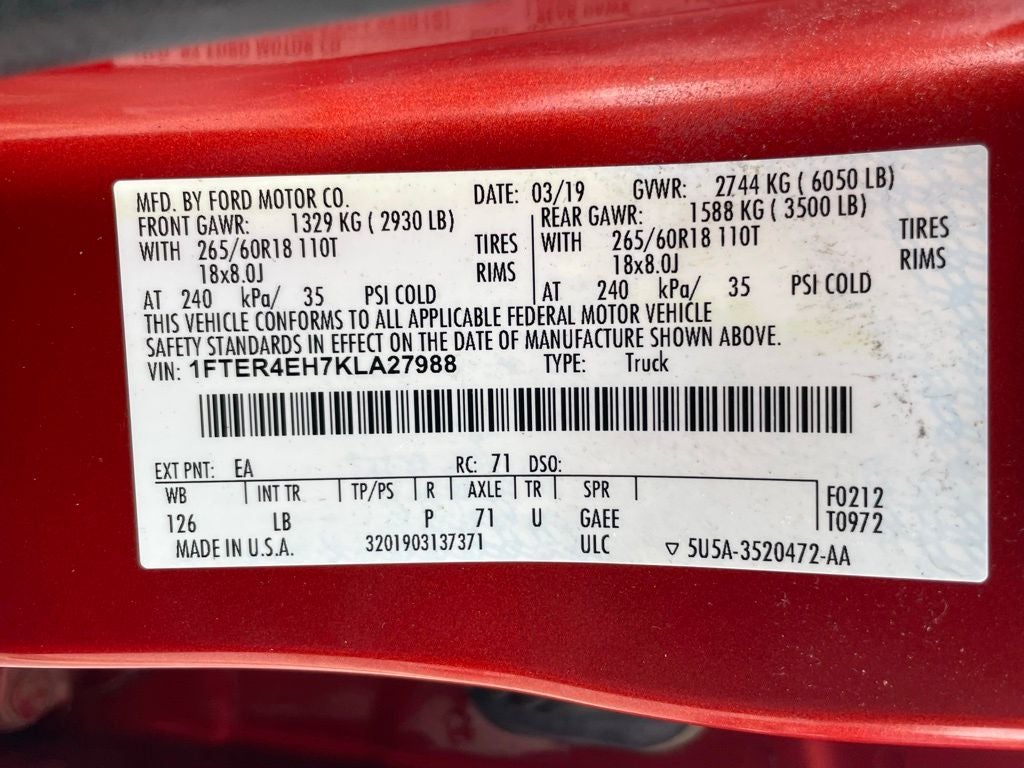 MFD. BY FORD MOTOR CO. DATE: 03/19 GVWR: 2744 KG ( 6050 LB)
FRONT GAWR: 1329 KG ( 2930 LB) REAR GAWR: 1588 KG ( 3500 LB)
WITH 265/60R18 110T TIRES WITH 265/60R18 110T TIRES
18x8.0J RIMS 18x8.0J RIMS
AT 240 kPa/ 35 PSI COLD AT 240 kPa/ 35 PSI COLD
THIS VEHICLE CONFORMS TO ALL APPLICABLE FEDERAL MOTOR VEHICLE
SAFETY STANDARDS IN EFFECT ON THE DATE OF MANUFACTURE SHOWN ABOVE.
VIN: 1FTER4EH7KLA27988 TYPE: Truck
EXT PNT: EA RC: 71 DSO:
WB INT TR TP/PS R AXLE TR SPR F0212
126 LB P 71 U GAEE T0972
MADE IN U.S.A. 3201903137371 ULC ▽ 5U5A-3520472-AA